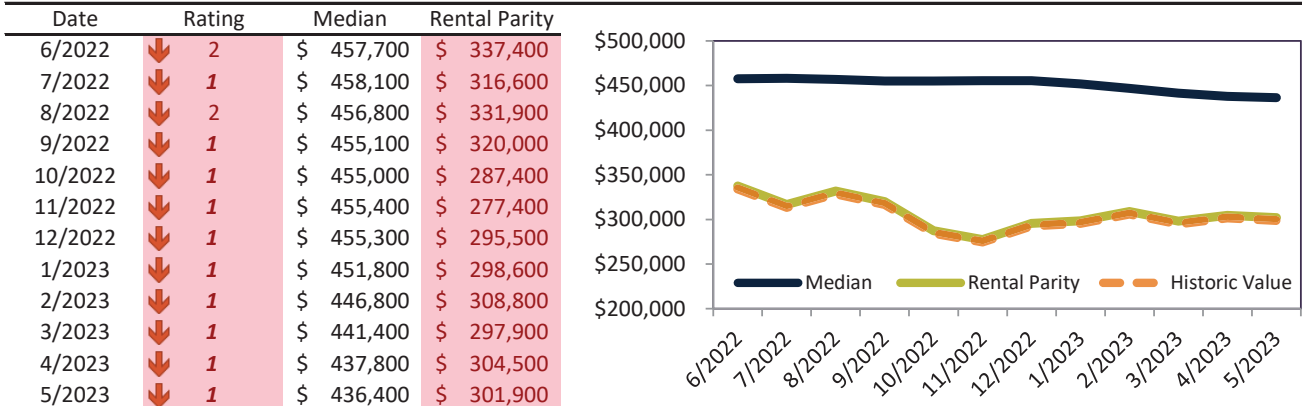 Date Rating Median Rental Parity
6/2022 2 $ 457,700 $ 337,400
7/2022 1 $ 458,100 $ 316,600
8/2022 2 $ 456,800 $ 331,900
9/2022 1 $ 455,100 $ 320,000
10/2022 1 $ 455,000 $ 287,400
11/2022 1 $ 455,400 $ 277,400
12/2022 1 $ 455,300 $ 295,500
1/2023 1 $ 451,800 $ 298,600
2/2023 1 $ 446,800 $ 308,800
3/2023 1 $ 441,400 $ 297,900
4/2023 1 $ 437,800 $ 304,500
5/2023 1 $ 436,400 $ 301,900
$500,000
$450,000
$400,000
$350,000
$300,000
$250,000
$200,000
Median Rental Parity Historic Value
6/2022 7/2022 8/2022 9/2022 10/2022 11/2022 12/2022 1/2023 2/2023 3/2023 4/2023 5/2023